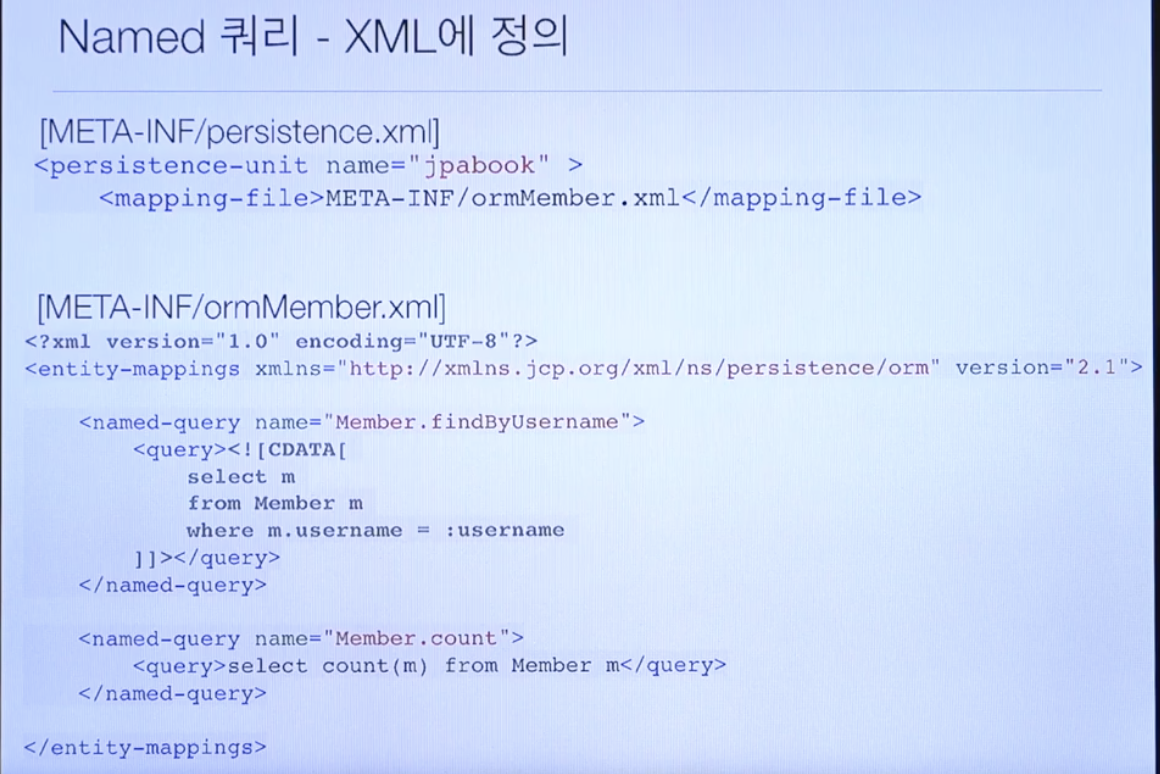 Named 쿼리 - XML에 정의
[META-INF/persistence.xml]
<persistence-unit name="jpabook" >
<mapping-file>META-INF/ormMember.xml</mapping-file>
[META-INF/ormMember.xml]
<?xml version="1.0" encoding="UTF-8"?>
<entity-mappings xmlns="http://xmlns.jcp.org/xml/ns/persistence/orm" version="2.1">
<named-query name="Member.findByUsername">
<query><![CDATA[
select m
from Member m
where m.username = :username
]]></query>
</named-query>
<named-query name="Member.count">
<query>select count(m) from Member m</query>
</named-query>
</entity-mappings>